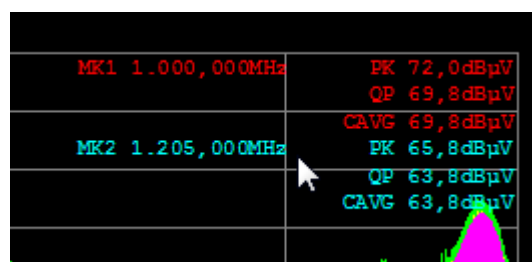 MK1 1.000,000MHz PK 72,0dBµV
QP 69,8dBµV
CAVG 69,8dBµV
MK2 1.205,000MHz PK 65,8dBµV
QP 63,8dBµV
CAVG 63,8dBµV